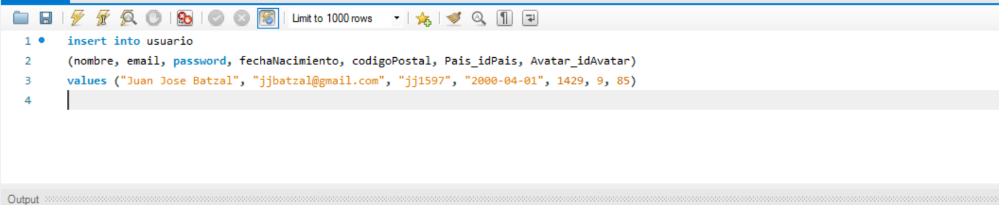 Limit to 1000 rows
1 insert into usuario
2 (nombre, email, password, fechaNacimiento, codigoPostal, Pais_idPais, Avatar_idAvatar)
3 values ("Juan Jose Batzal", "jjbatzal@gmail.com", "jj1597", "2000-04-01", 1429, 9, 85)
4
Output